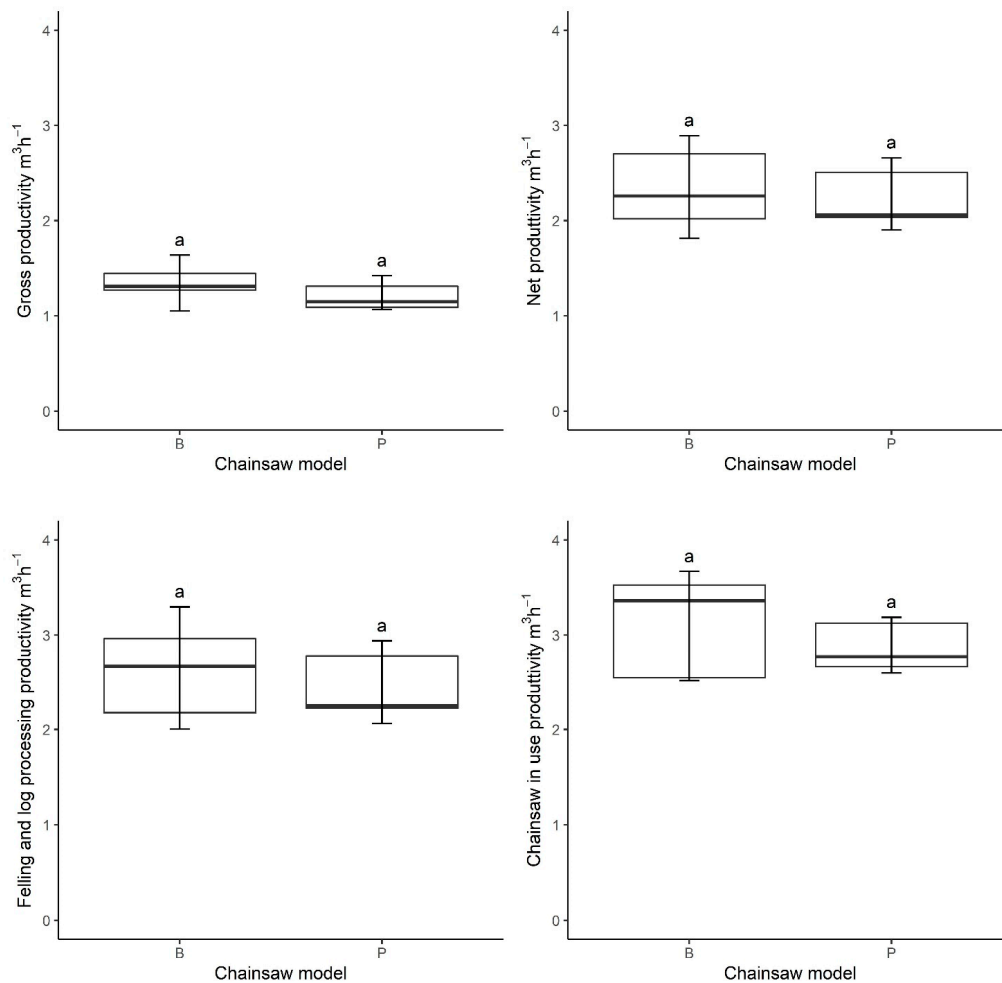 Gross productivity m³h⁻¹
4
3
2
1
0
a
a
B
P
Chainsaw model
Net produttivity m³h⁻¹
4
3
2
1
0
a
a
B
P
Chainsaw model
Felling and log processing productivity m³h⁻¹
4
3
2
1
0
a
a
B
P
Chainsaw model
Chainsaw in use produttivity m³h⁻¹
4
3
2
1
0
a
a
B
P
Chainsaw model